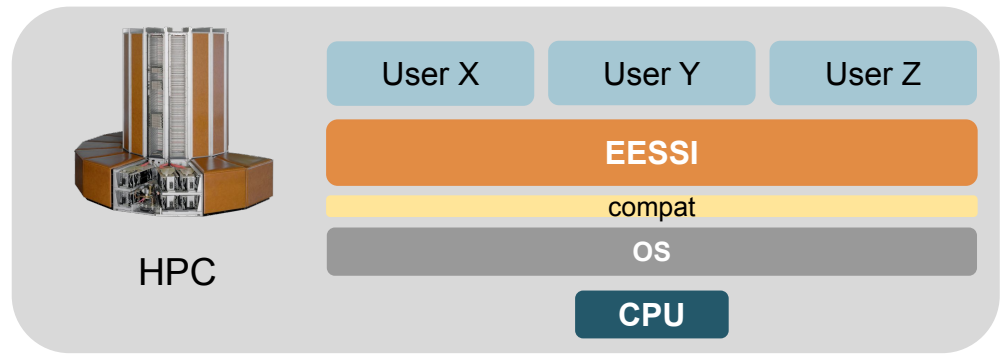 User X
User Y
User Z
EESSI
compat
OS
CPU
HPC